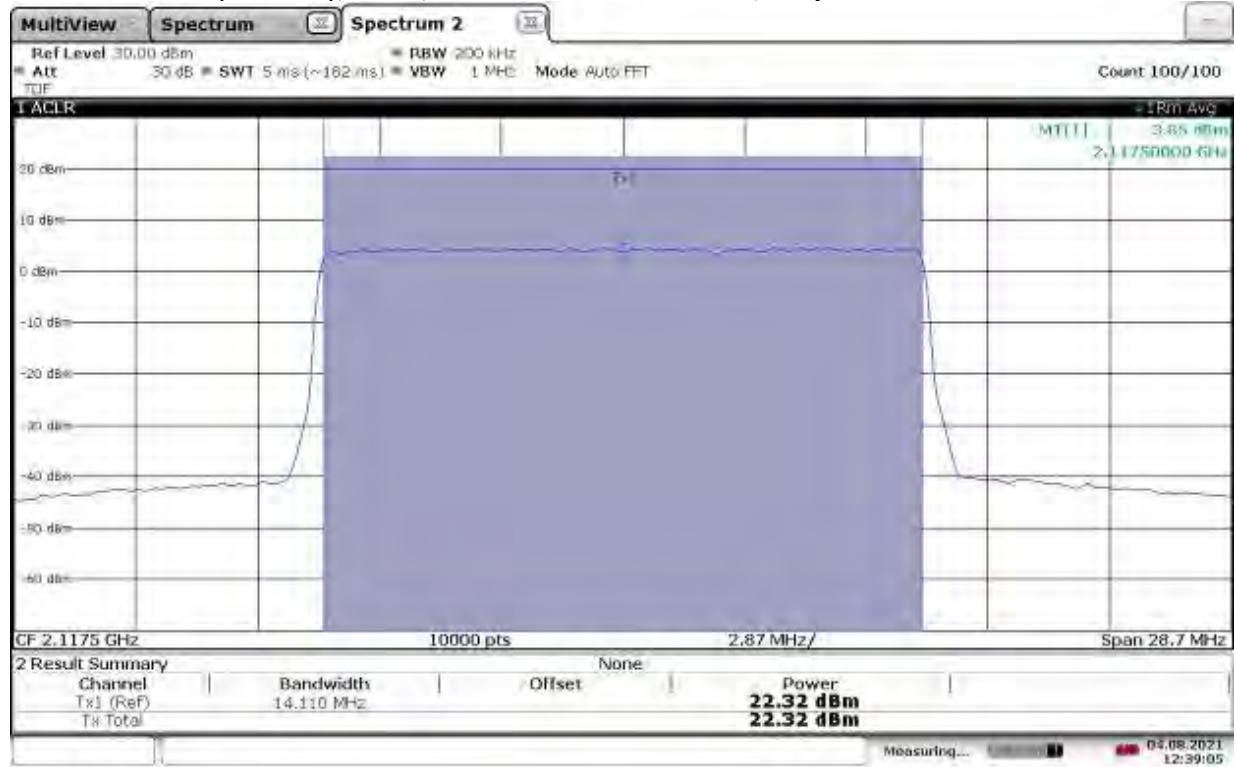 MultiView Spectrum Spectrum 2
Ref Level 30.00 dBm RBW 200 kHz
Att 30 dB SWT 5 ms (~182 ms) VBW 1 MHz Mode Auto FFT Count 100/100
TDF
1 ACLR 1Rm Avg
M1[1] 3.85 dBm
2.11750000 GHz
20 dBm
Tx1
10 dBm
0 dBm
-10 dBm
-20 dBm
-30 dBm
-40 dBm
-50 dBm
-60 dBm
CF 2.1175 GHz 10000 pts 2.87 MHz/ Span 28.7 MHz
2 Result Summary None
Channel Bandwidth Offset Power
Tx1 (Ref) 14.110 MHz 22.32 dBm
Tx Total 22.32 dBm
Measuring... 04.08.2021
12:39:05